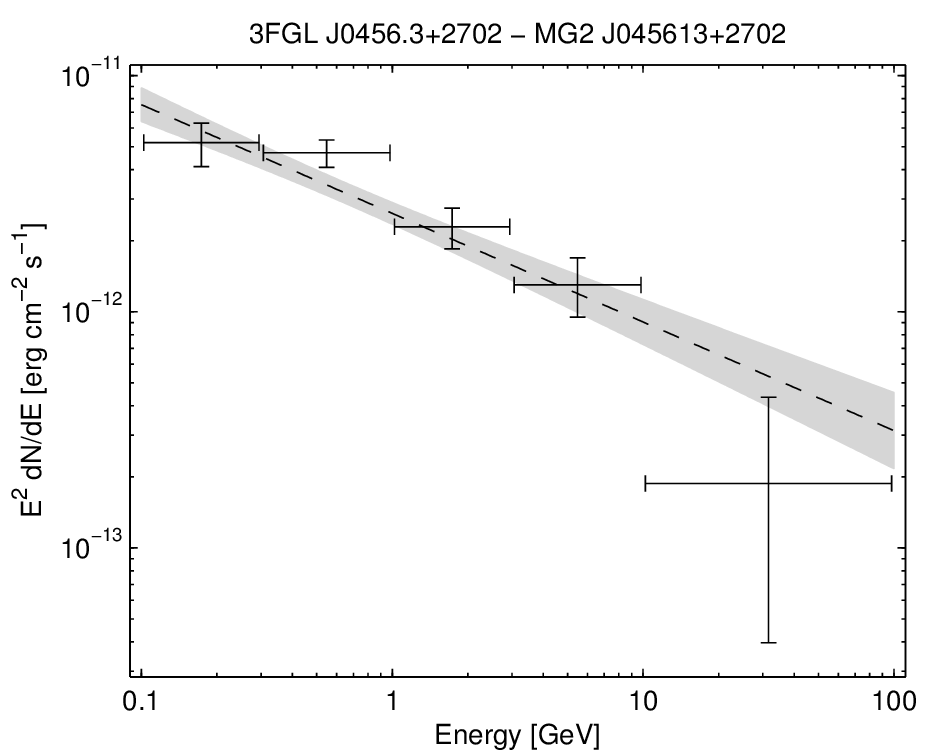 3FGL J0456.3+2702 − MG2 J045613+2702
10⁻¹¹
10⁻¹²
10⁻¹³
E² dN/dE [erg cm⁻² s⁻¹]
0.1 1 10 100
Energy [GeV]